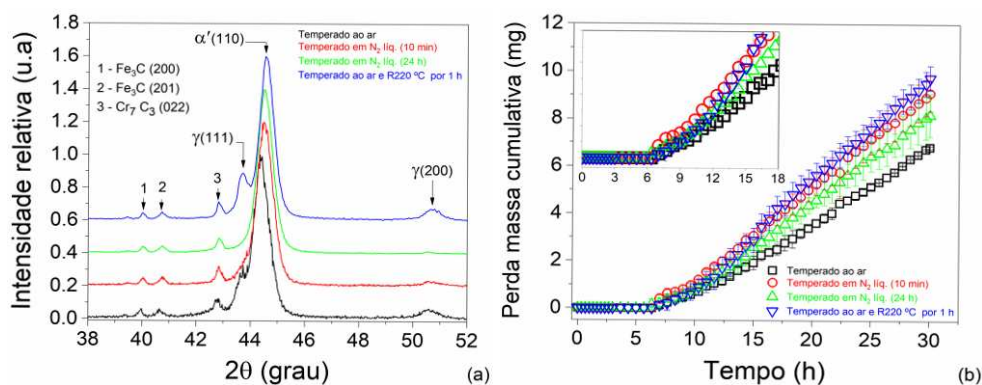 Intensidade relativa (u.a)
1.8
1.6
1.4
1.2
1.0
0.8
0.6
0.4
0.2
0.0
38 40 42 44 46 48 50 52
2θ (grau)
(a)
α'(110)
γ(111)
γ(200)
1 - Fe₃C (200)
2 - Fe₃C (201)
3 - Cr₇ C₃ (022)
1 2 3
Temperado ao ar
Temperado em N₂ líq. (10 min)
Temperado em N₂ líq. (24 h)
Temperado ao ar e R220 ºC por 1 h
Perda massa cumulativa (mg)
12
10
8
6
4
2
0
0 5 10 15 20 25 30
Tempo (h)
(b)
0 3 6 9 12 15 18
Temperado ao ar
Temperado em N₂ líq. (10 min)
Temperado em N₂ líq. (24 h)
Temperado ao ar e R220 ºC por 1 h